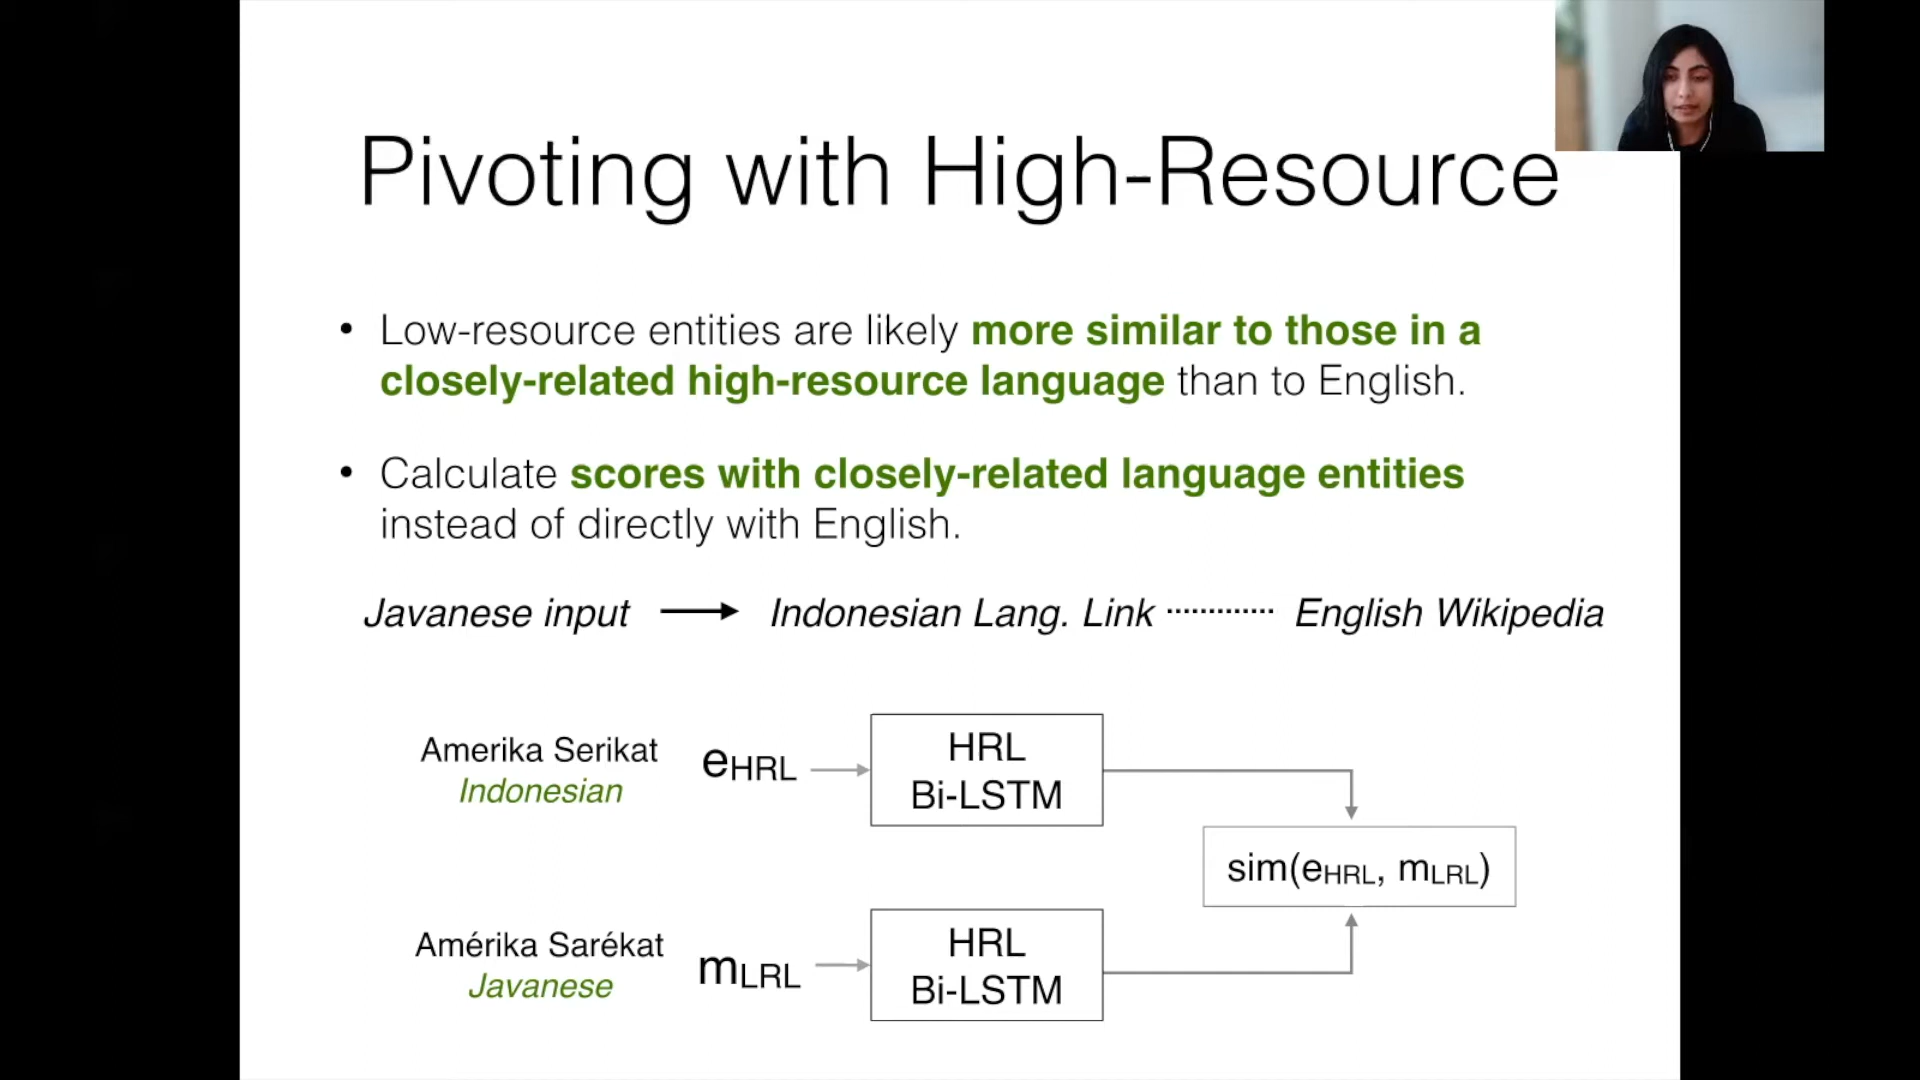 Pivoting with High-Resource
• Low-resource entities are likely more similar to those in a
closely-related high-resource language than to English.
• Calculate scores with closely-related language entities
instead of directly with English.
Javanese input → Indonesian Lang. Link ············· English Wikipedia
Amerika Serikat
Indonesian
eHRL
HRL
Bi-LSTM
sim(eHRL, mLRL)
Amérika Sarékat
Javanese
mLRL
HRL
Bi-LSTM